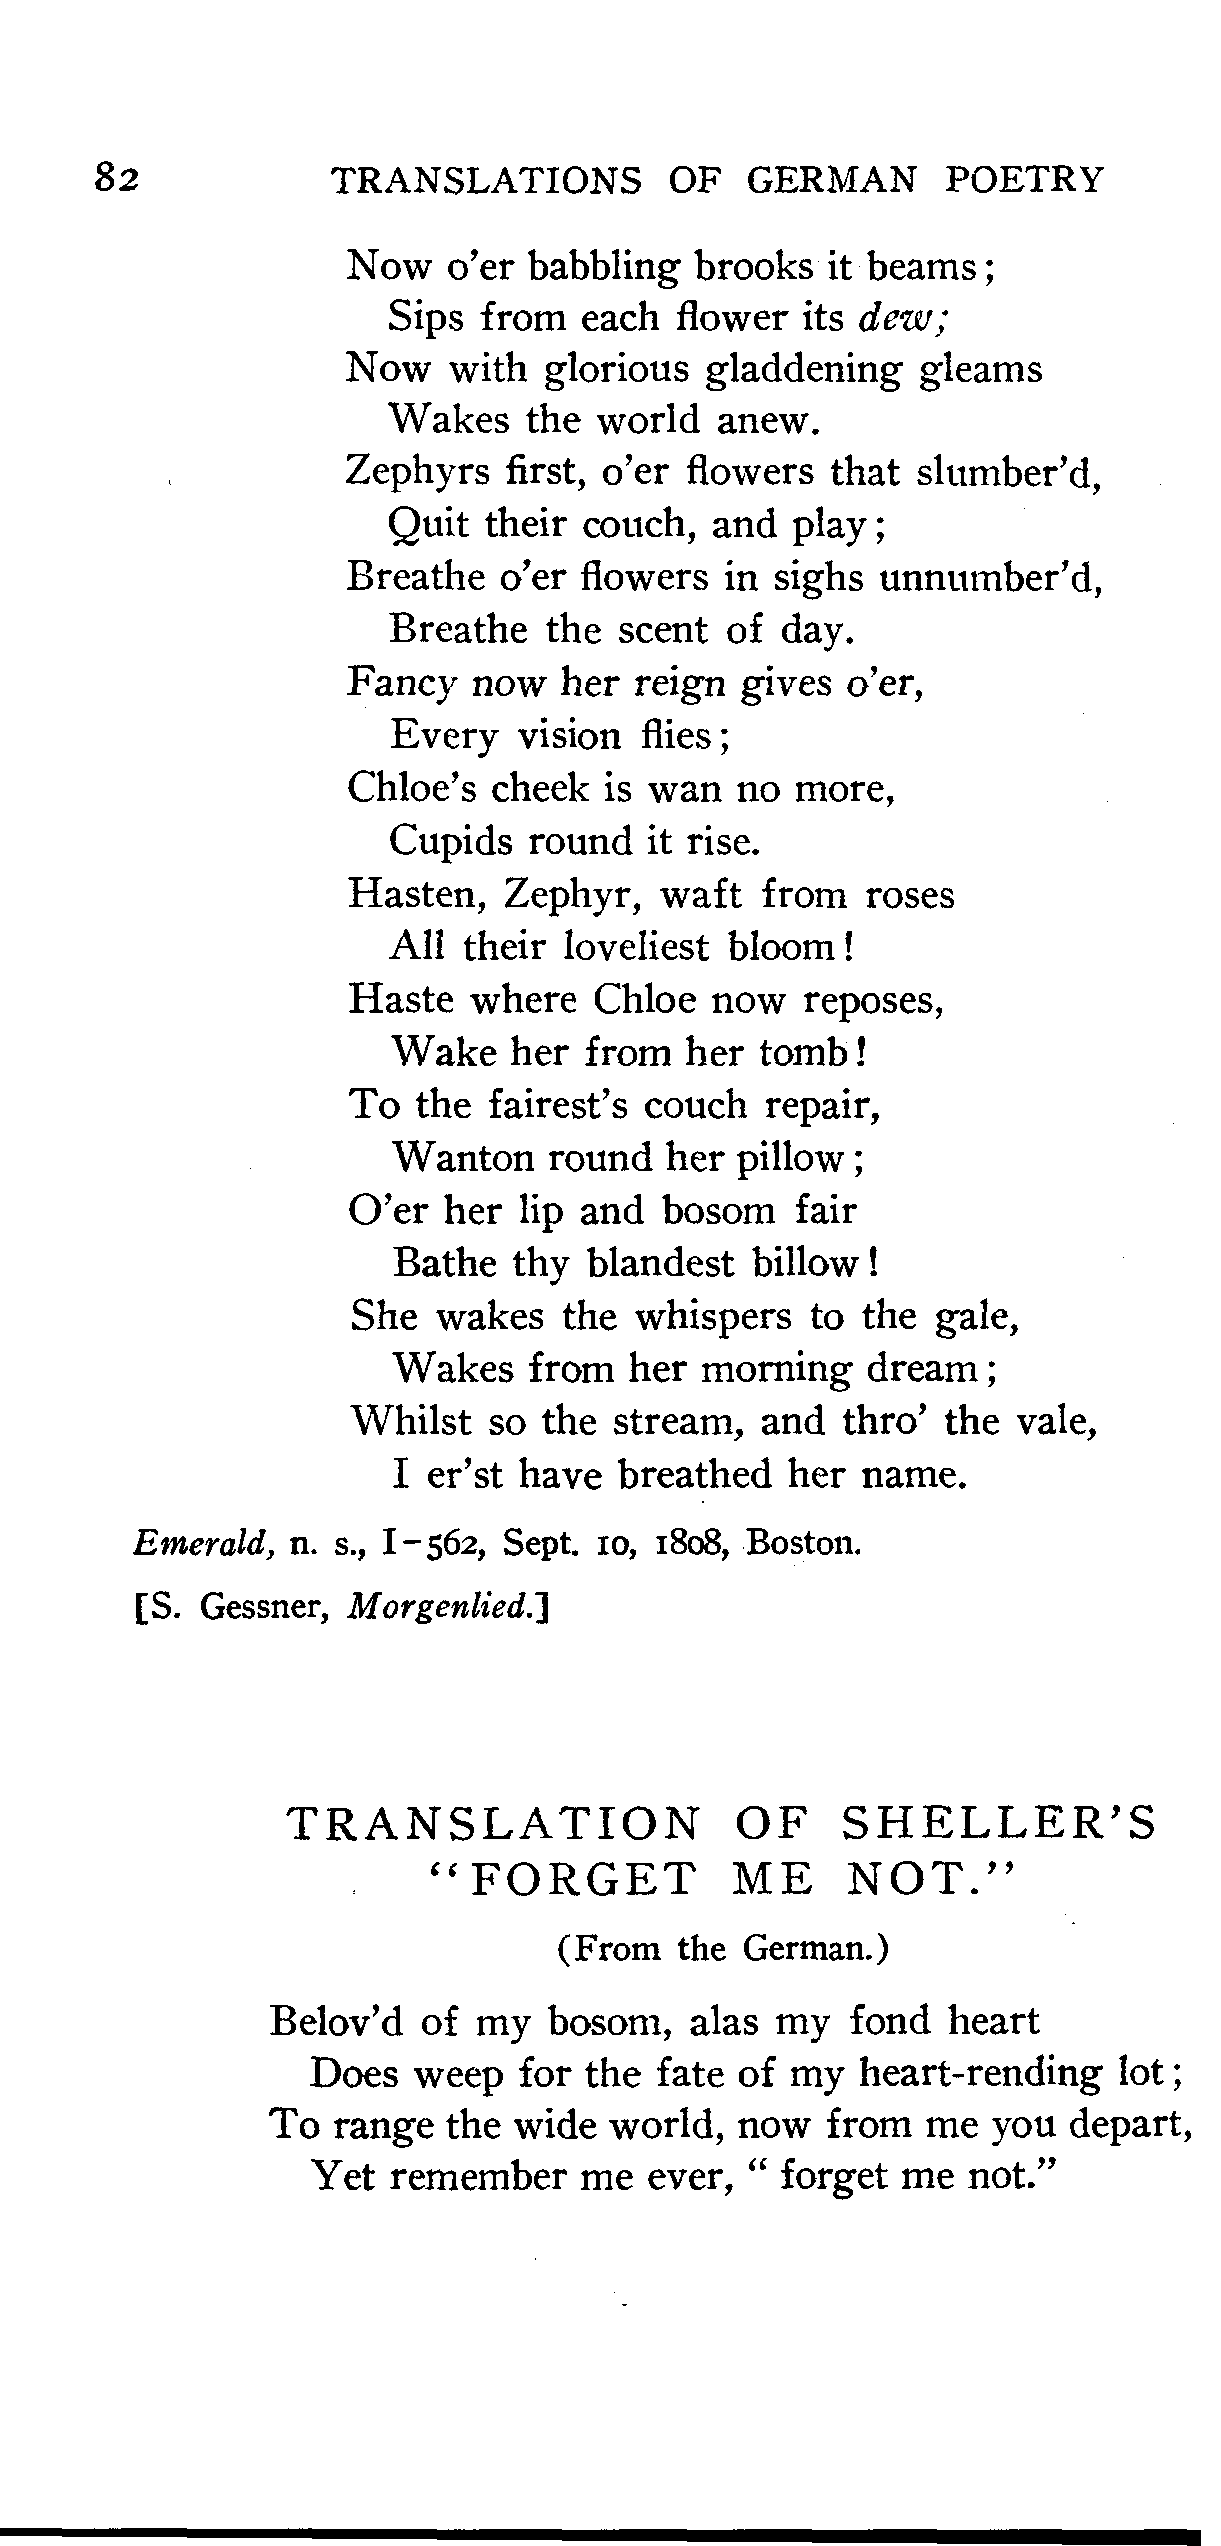 82 TRANSLATIONS OF GERMAN POETRY
Now o'er babbling brooks it beams;
Sips from each flower its dew;
Now with glorious gladdening gleams
Wakes the world anew.
Zephyrs first, o'er flowers that slumber'd,
Quit their couch, and play;
Breathe o'er flowers in sighs unnumber'd,
Breathe the scent of day.
Fancy now her reign gives o'er,
Every vision flies;
Chloe's cheek is wan no more,
Cupids round it rise.
Hasten, Zephyr, waft from roses
All their loveliest bloom!
Haste where Chloe now reposes,
Wake her from her tomb!
To the fairest's couch repair,
Wanton round her pillow;
O'er her lip and bosom fair
Bathe thy blandest billow!
She wakes the whispers to the gale,
Wakes from her morning dream;
Whilst so the stream, and thro' the vale,
I er'st have breathed her name.
Emerald, n. s., I-562, Sept. 10, 1808, Boston.
[S. Gessner, Morgenlied.]
TRANSLATION OF SHELLER'S
"FORGET ME NOT."
(From the German.)
Belov'd of my bosom, alas my fond heart
Does weep for the fate of my heart-rending lot;
To range the wide world, now from me you depart,
Yet remember me ever, "forget me not."